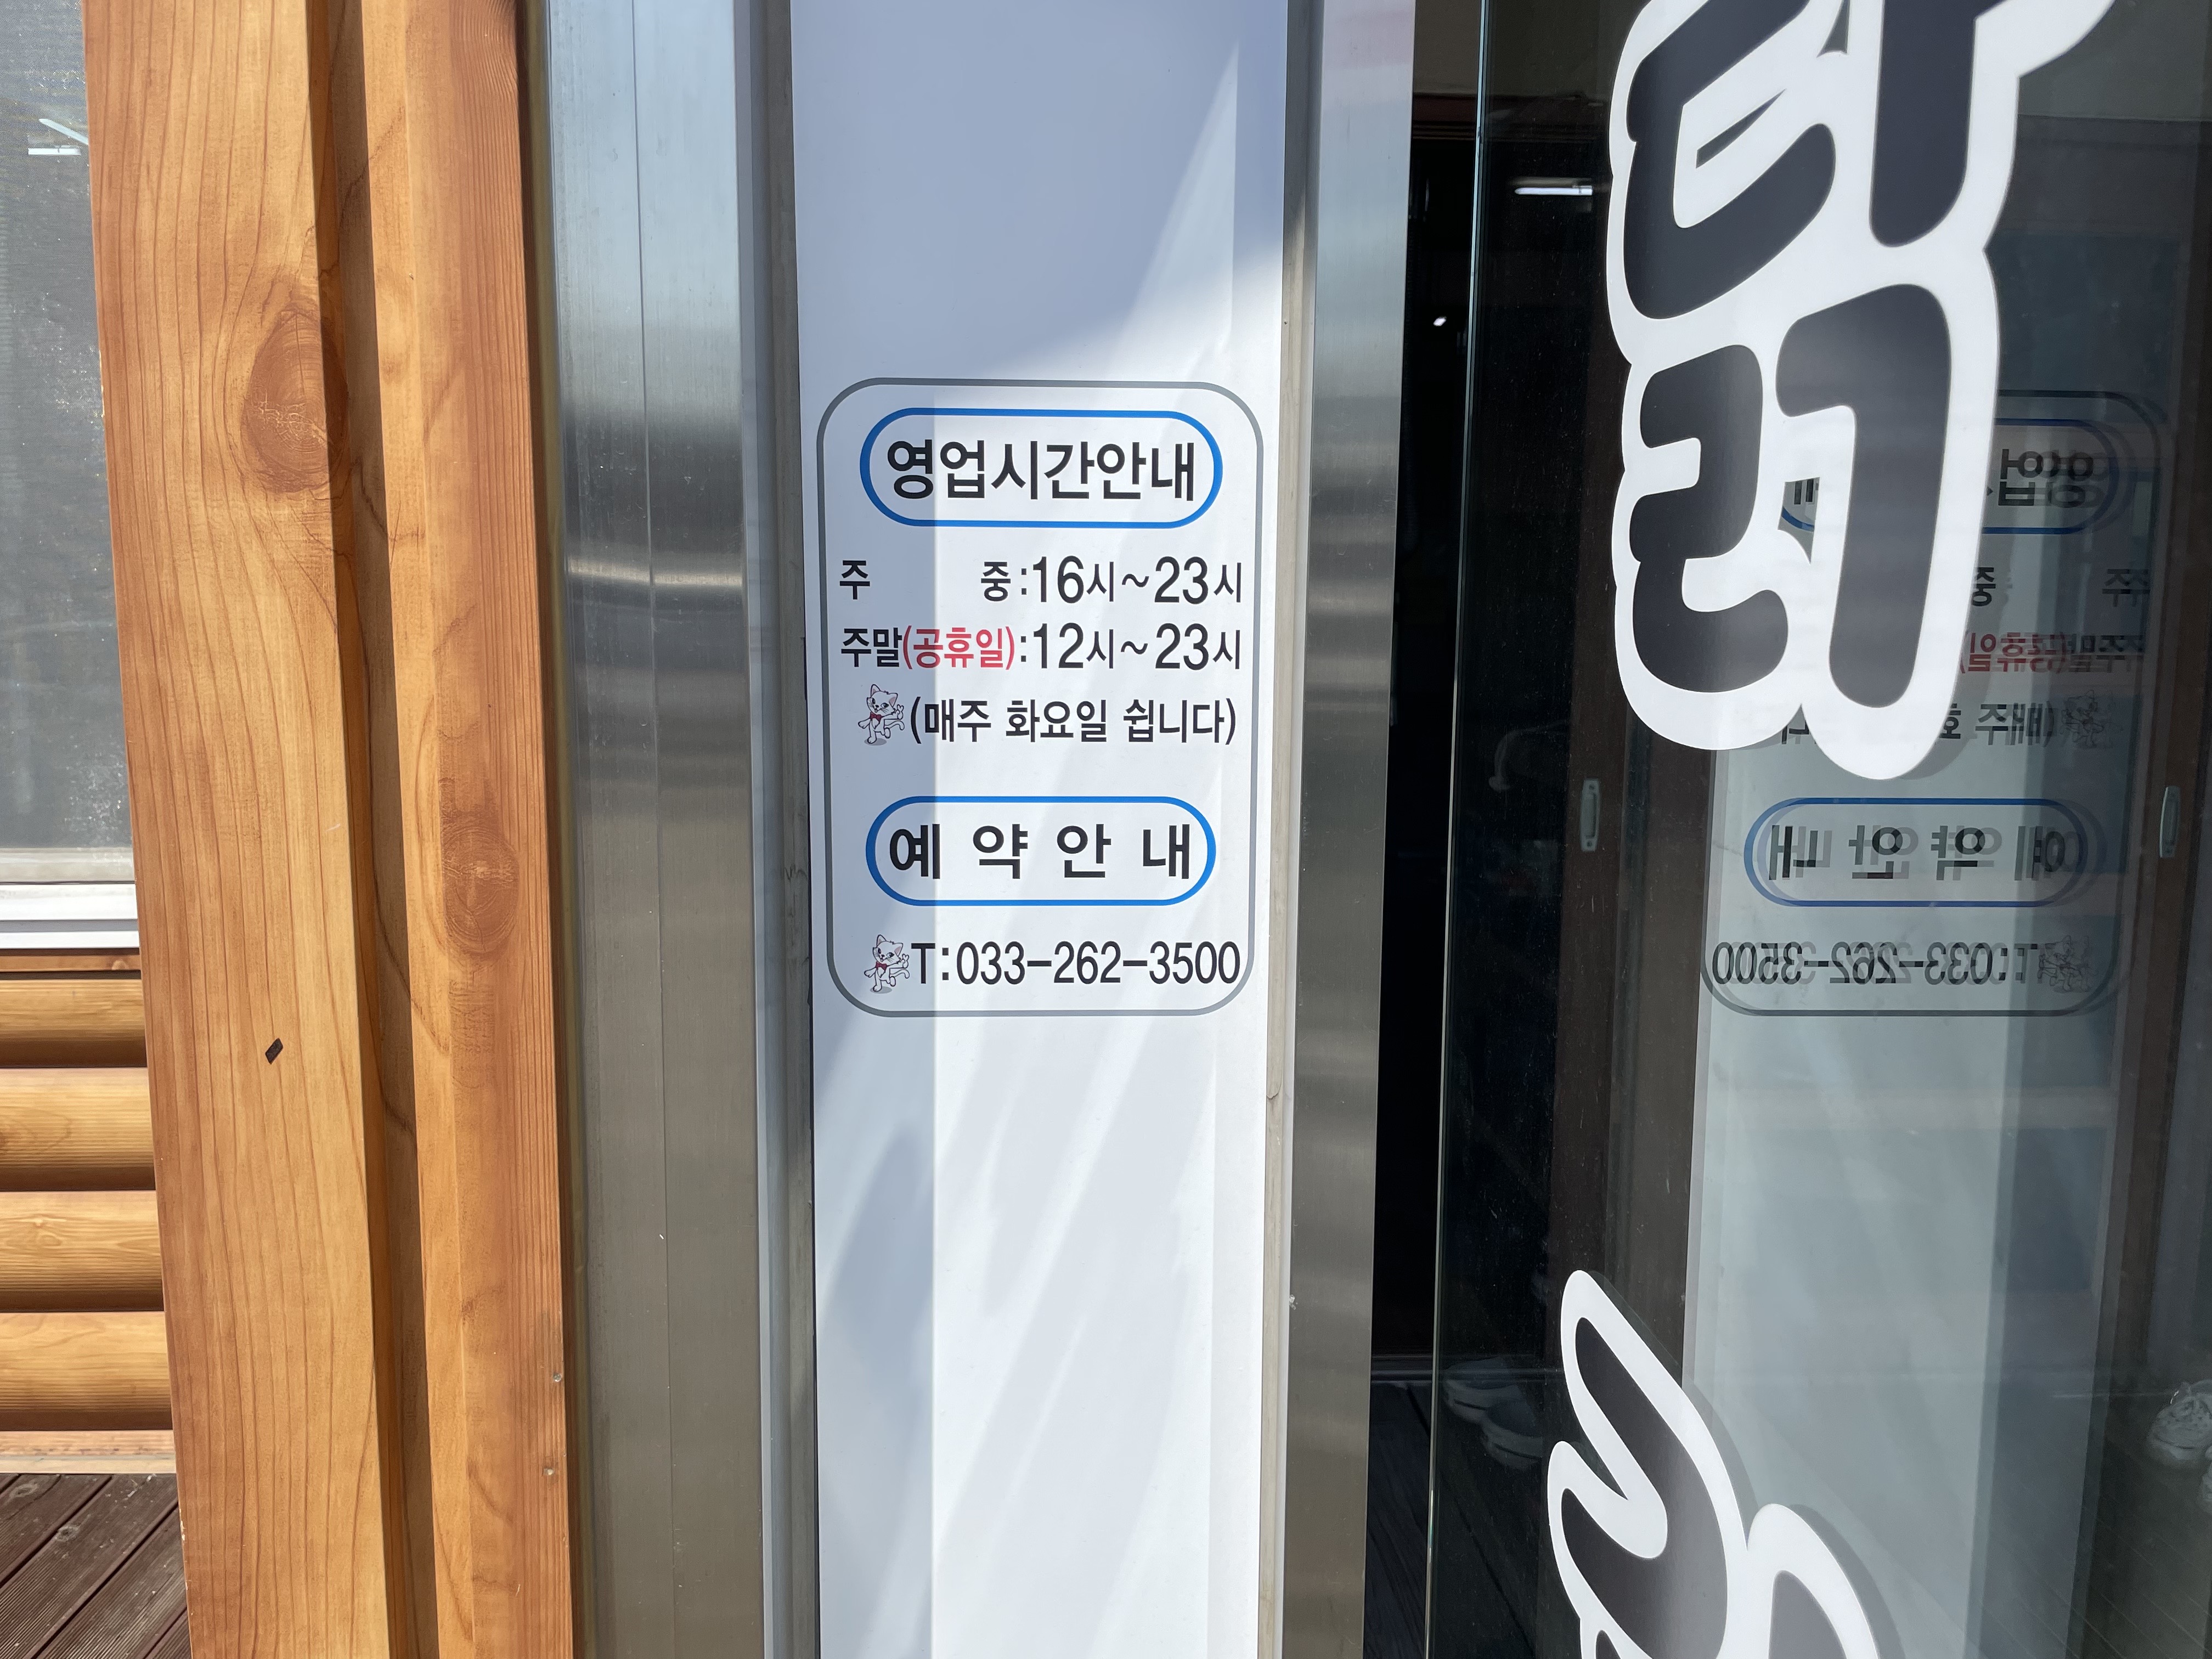 영업시간안내
주 중:16시~23시
주말(공휴일):12시~23시
(매주 화요일 쉽니다)
예 약 안 내
T:033-262-3500